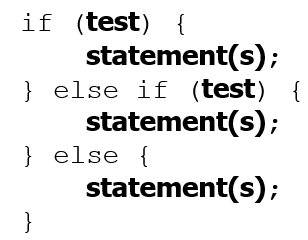 if (test) {
    statement(s);
} else if (test) {
    statement(s);
} else {
    statement(s);
}